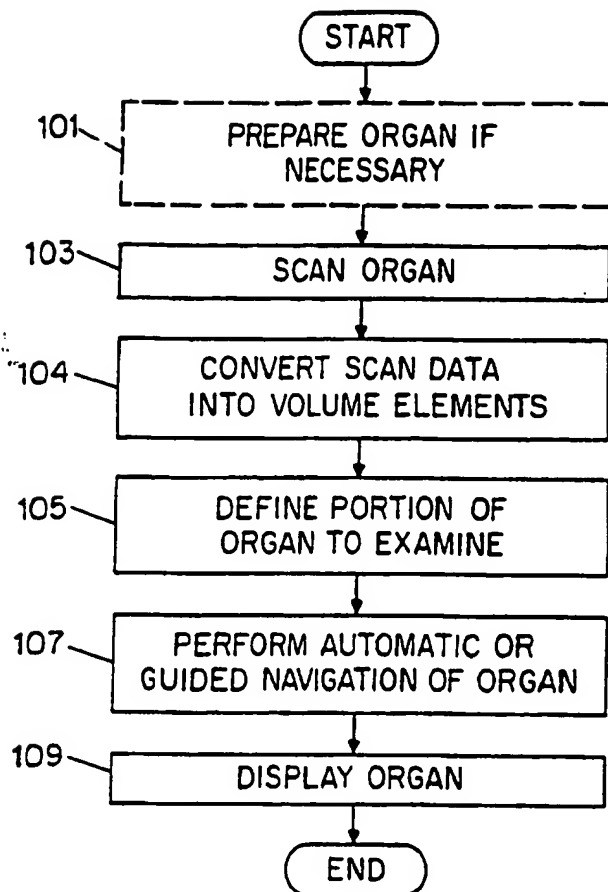 START
101
PREPARE ORGAN IF
NECESSARY
103
SCAN ORGAN
104
CONVERT SCAN DATA
INTO VOLUME ELEMENTS
105
DEFINE PORTION OF
ORGAN TO EXAMINE
107
PERFORM AUTOMATIC OR
GUIDED NAVIGATION OF ORGAN
109
DISPLAY ORGAN
END